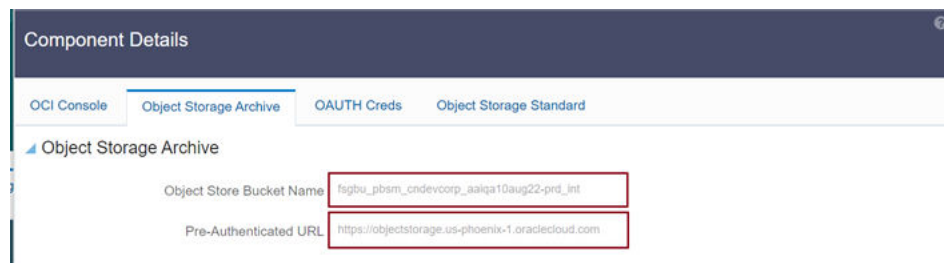 Component Details
OCI Console Object Storage Archive OAUTH Creds Object Storage Standard
Object Storage Archive
Object Store Bucket Name fsgbu_pbsm_cndevcorp_aaiqa10aug22-prd_int
Pre-Authenticated URL https://objectstorage.us-phoenix-1.oraclecloud.com